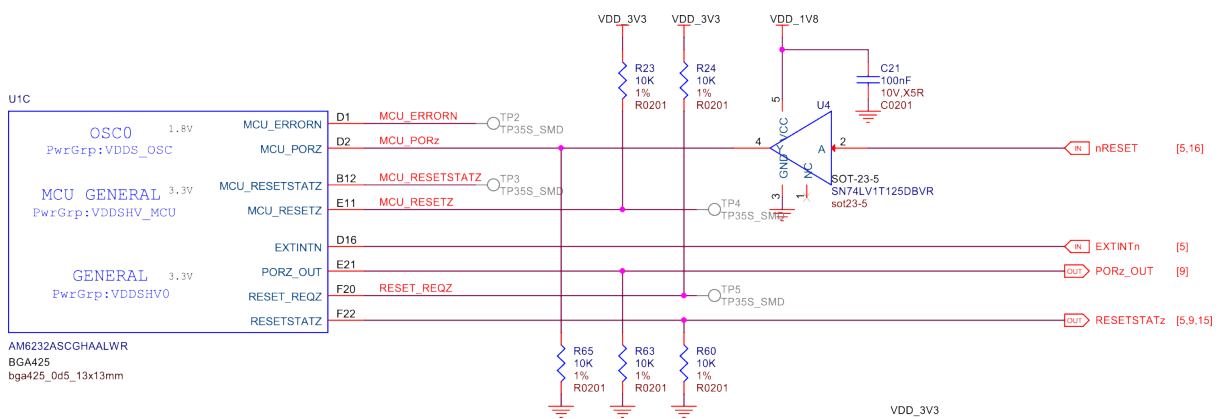 VDD_3V3
VDD_3V3
VDD_1V8
R23
10K
1%
R0201
R24
10K
1%
R0201
C21
100nF
10V,X5R
C0201
U1C
OSC0 1.8V
PwrGrp:VDDS_OSC
MCU GENERAL 3.3V
PwrGrp:VDDSHV_MCU
GENERAL 3.3V
PwrGrp:VDDSHV0
MCU_ERRORN D1 MCU_ERRORN
TP2
TP35S_SMD
MCU_PORZ D2 MCU_PORz
MCU_RESETSTATZ B12 MCU_RESETSTATZ
TP3
TP35S_SMD
MCU_RESETZ E11 MCU_RESETZ
TP4
TP35S_SMD
EXTINTN D16
PORZ_OUT E21
RESET_REQZ F20 RESET_REQZ
TP5
TP35S_SMD
RESETSTATZ F22
AM6232ASCGHAALWR
BGA425
bga425_0d5_13x13mm
U4
5
VCC
4
Y
A
2
GND
3
NC
1
SOT-23-5
SN74LV1T125DBVR
sot23-5
IN nRESET [5,16]
IN EXTINTn [5]
OUT PORz_OUT [9]
OUT RESETSTATz [5,9,15]
R65
10K
1%
R0201
R63
10K
1%
R0201
R60
10K
1%
R0201
VDD_3V3